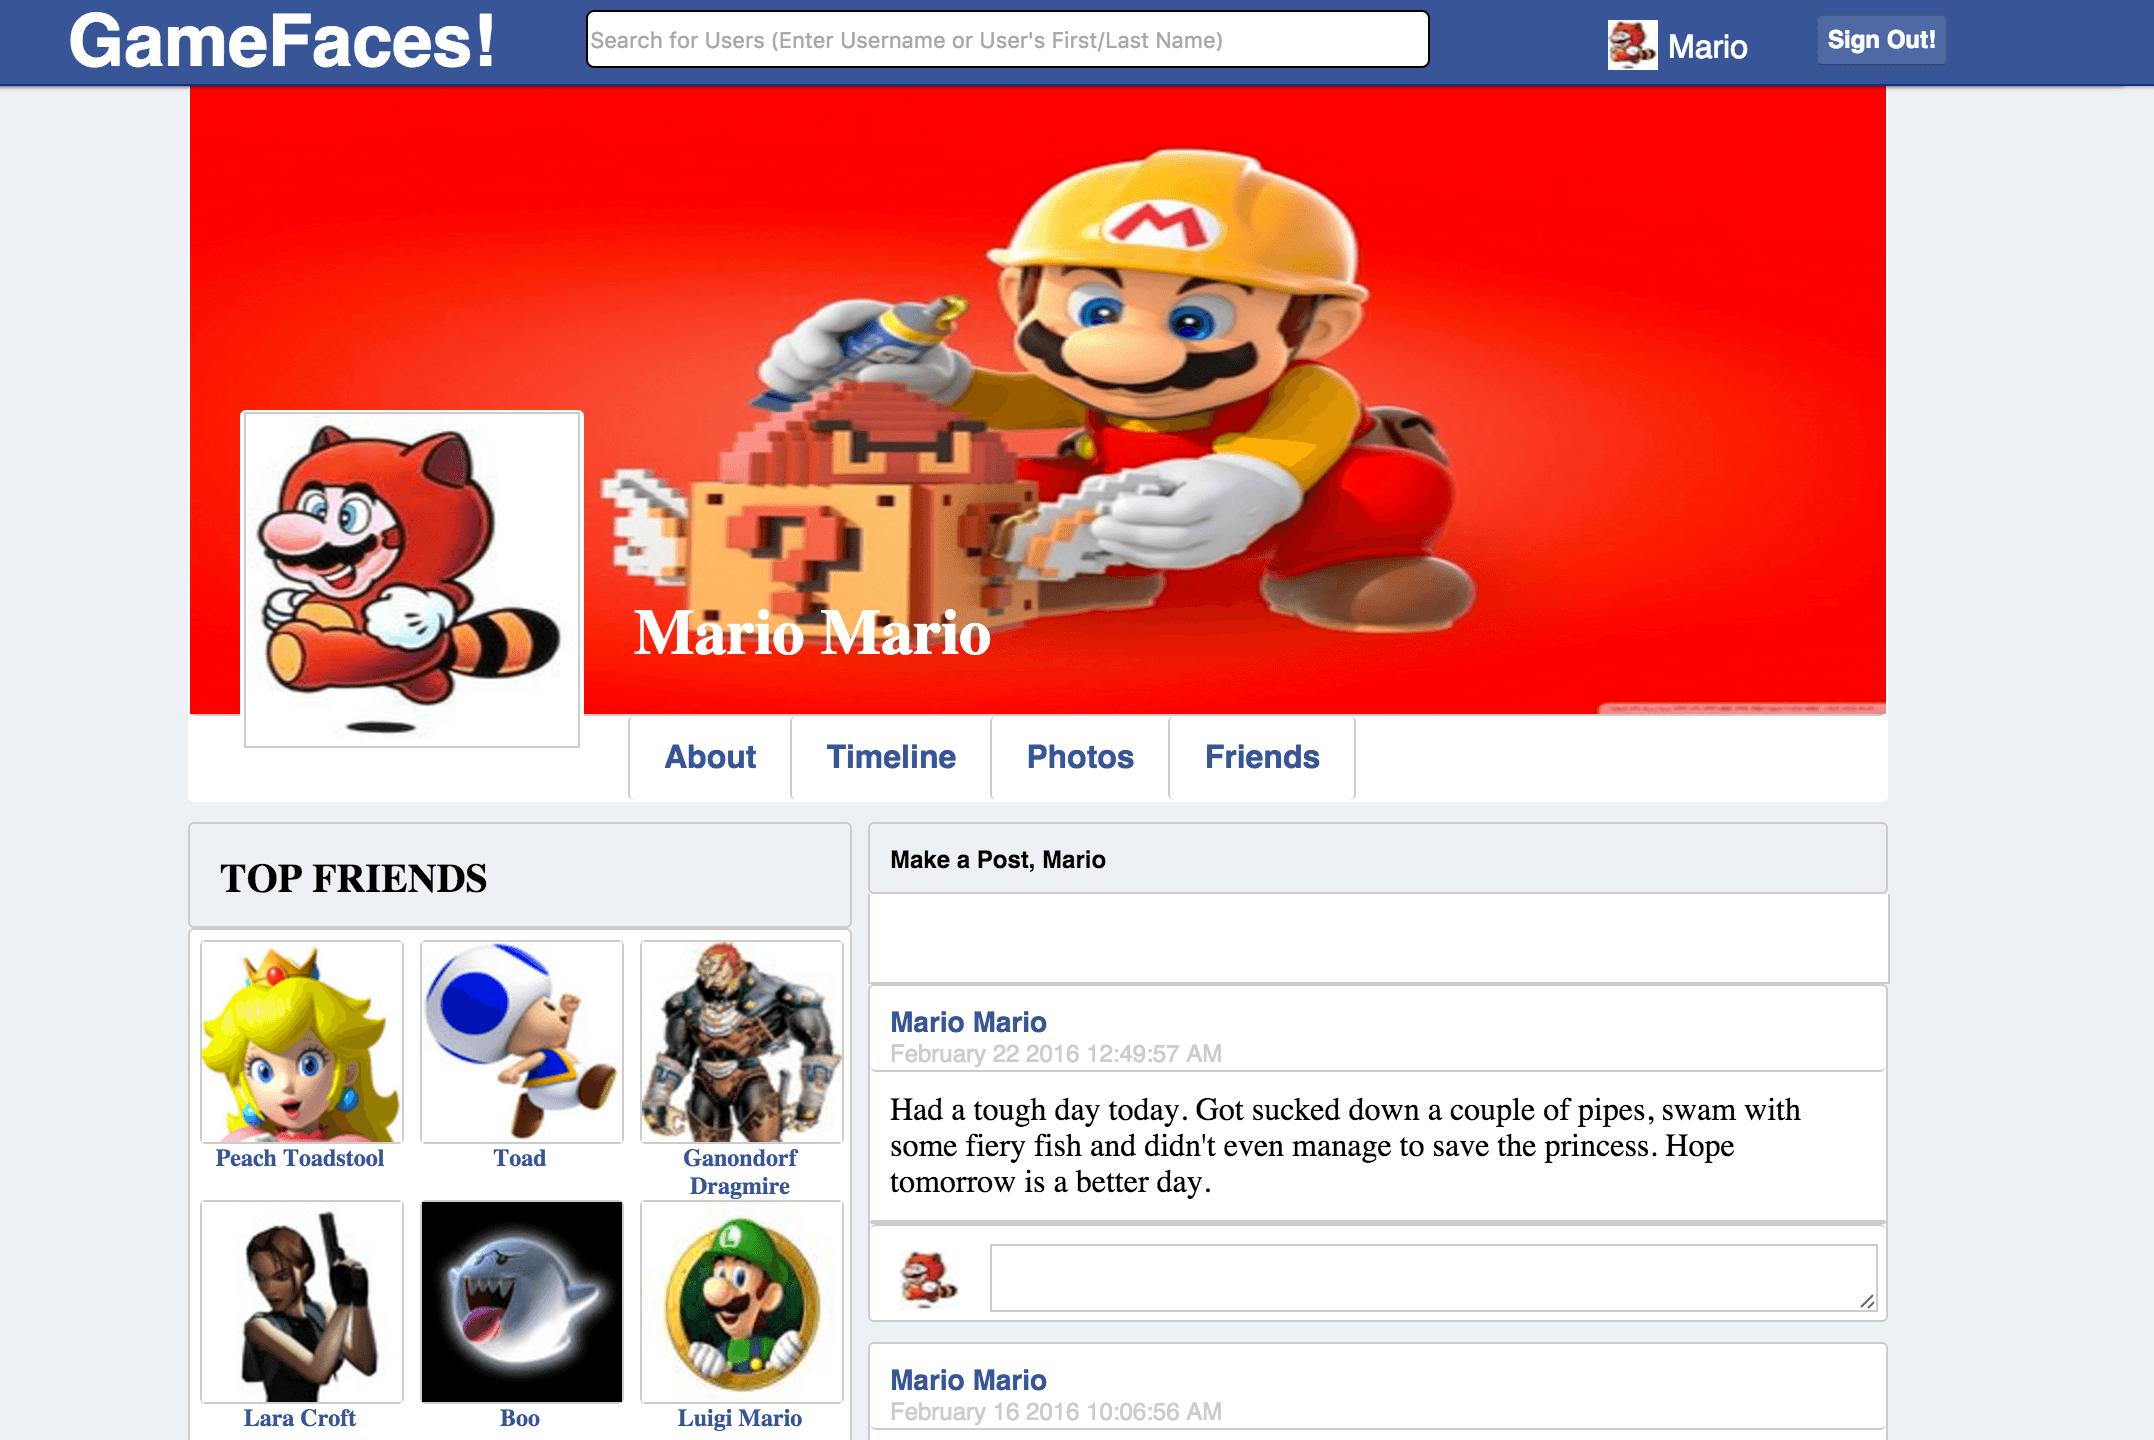 GameFaces!
Search for Users (Enter Username or User's First/Last Name)
Mario
Sign Out!
M
?
Mario Mario
About
Timeline
Photos
Friends
TOP FRIENDS
Peach Toadstool
Toad
Ganondorf
Dragmire
L
Lara Croft
Boo
Luigi Mario
Make a Post, Mario
Mario Mario
February 22 2016 12:49:57 AM
Had a tough day today. Got sucked down a couple of pipes, swam with
some fiery fish and didn't even manage to save the princess. Hope
tomorrow is a better day.
Mario Mario
February 16 2016 10:06:56 AM